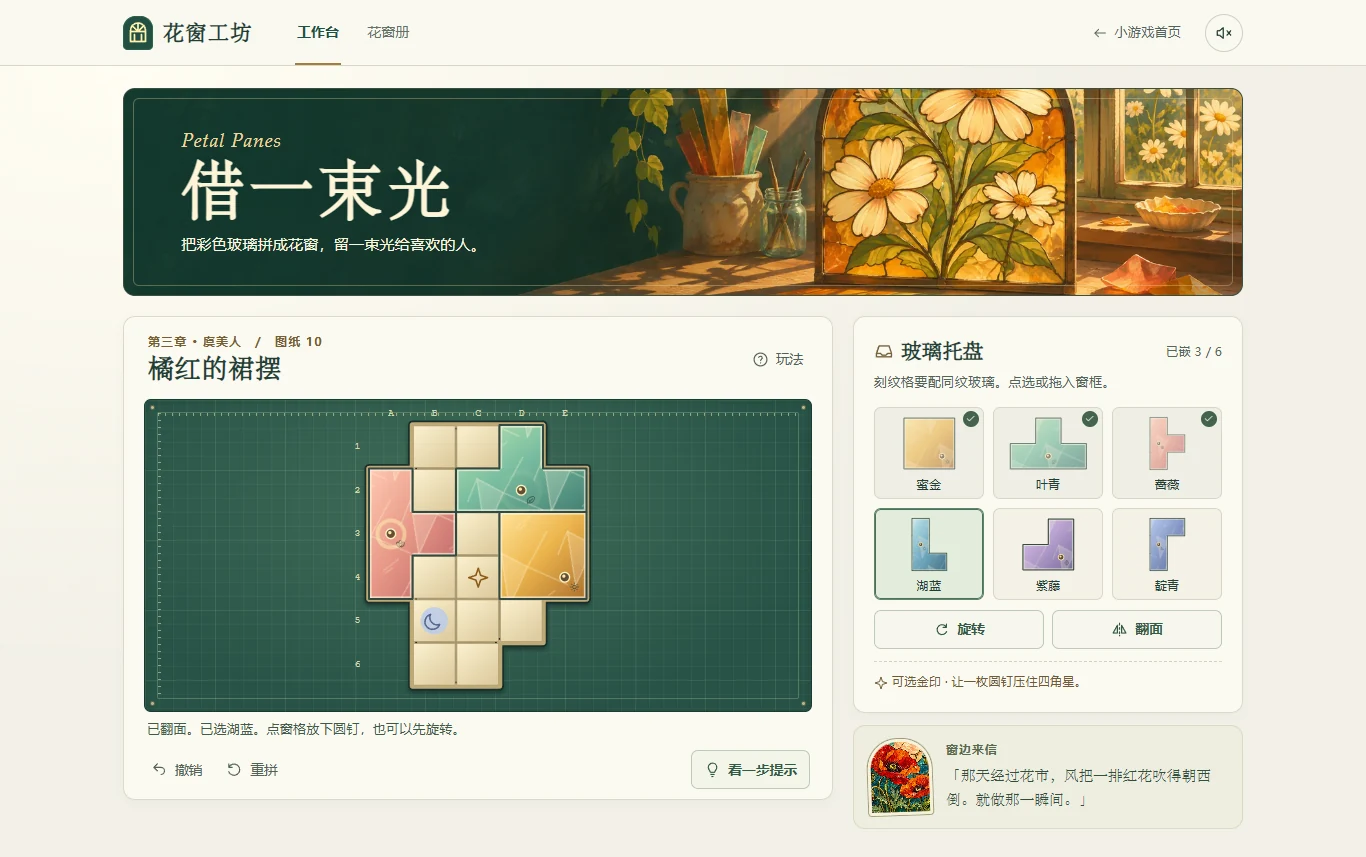 花窗工坊
工作台
花窗册
小游戏首页
Petal Panes
借一束光
把彩色玻璃拼成花窗，留一束光给喜欢的人。
第三章·虞美人 / 图纸 10
橘红的裙摆
玩法
A B C D E
1
2
3
4
5
6
已翻面。已选湖蓝。点窗格放下圆钉，也可以先旋转。
撤销
重拼
看一步提示
玻璃托盘
已嵌 3 / 6
刻纹格要配同纹玻璃。点选或拖入窗框。
蜜金
叶青
蔷薇
湖蓝
紫藤
靛青
旋转
翻面
可选金印·让一枚圆钉压住四角星。
窗边来信
「那天经过花市，风把一排红花吹得朝西
倒。就做那一瞬间。」